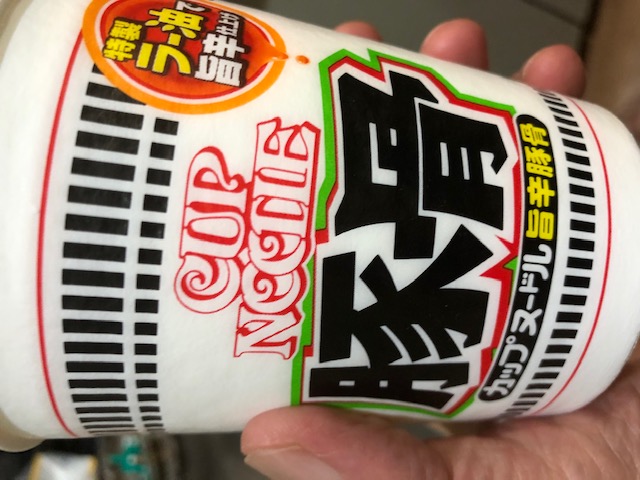 特製
ラー油で
旨辛仕上げ
CUP
NOODLE
豚骨
カップヌードル 旨辛豚骨